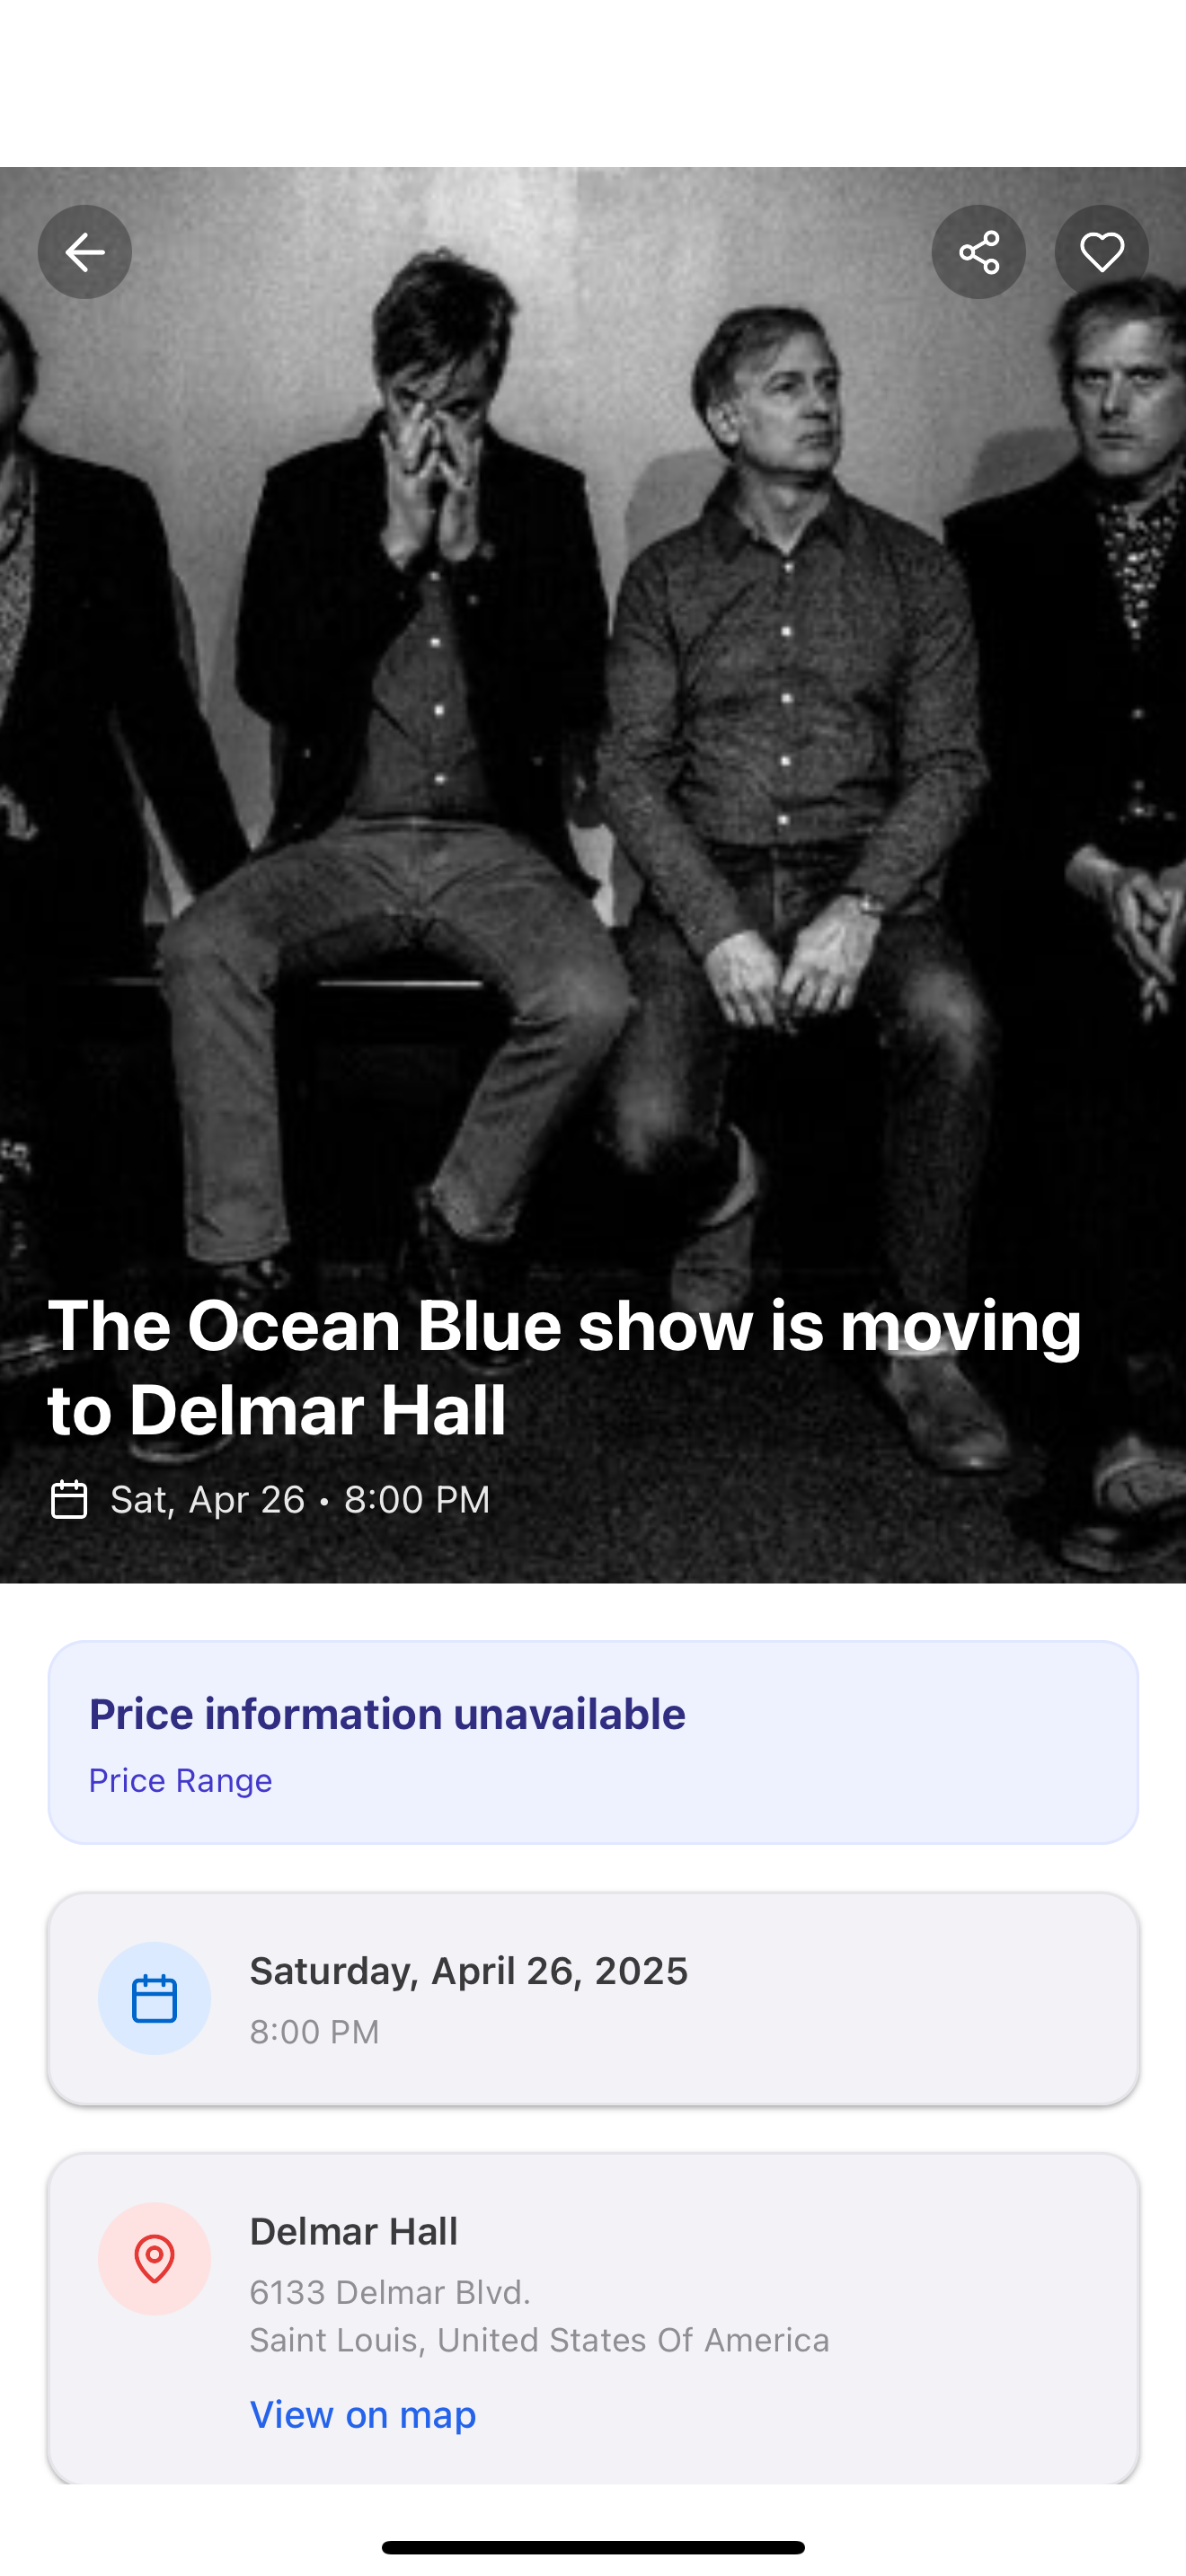 The Ocean Blue show is moving
to Delmar Hall
Sat, Apr 26 • 8:00 PM
Price information unavailable
Price Range
Saturday, April 26, 2025
8:00 PM
Delmar Hall
6133 Delmar Blvd.
Saint Louis, United States Of America
View on map